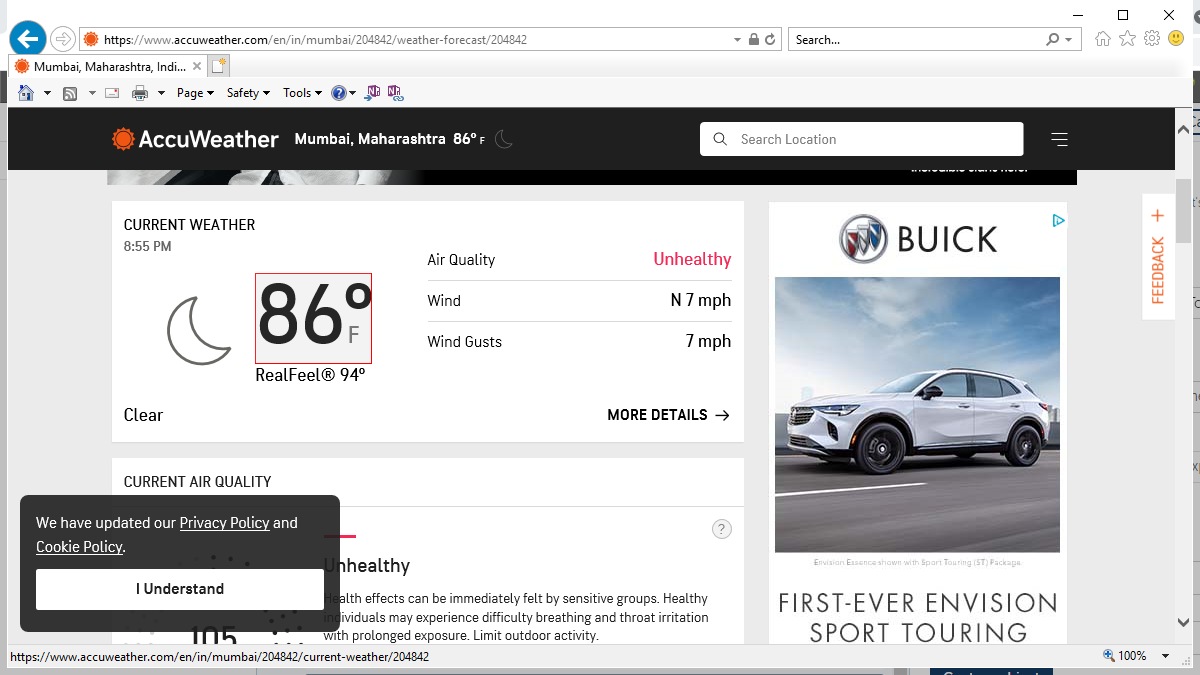 https://www.accuweather.com/en/in/mumbai/204842/weather-forecast/204842
Search...
Mumbai, Maharashtra, Indi...
Page
Safety
Tools
AccuWeather
Mumbai, Maharashtra 86° F
Search Location
CURRENT WEATHER
8:55 PM
86° F
RealFeel® 94°
Clear
Air Quality Unhealthy
Wind N 7 mph
Wind Gusts 7 mph
MORE DETAILS →
CURRENT AIR QUALITY
?
Unhealthy
Health effects can be immediately felt by sensitive groups. Healthy
individuals may experience difficulty breathing and throat irritation
with prolonged exposure. Limit outdoor activity.
105
We have updated our Privacy Policy and
Cookie Policy.
I Understand
BUICK
Envision Essence shown with Sport Touring (ST) Package.
FIRST-EVER ENVISION
SPORT TOURING
FEEDBACK +
https://www.accuweather.com/en/in/mumbai/204842/current-weather/204842
100%